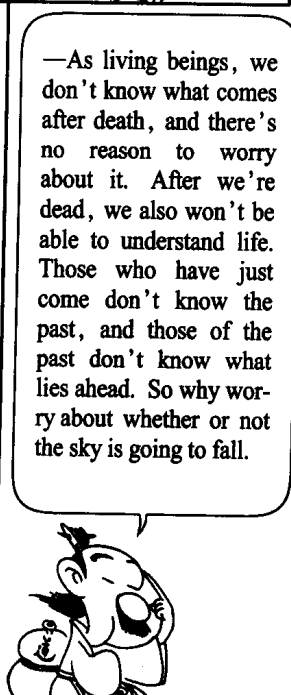 —As living beings, we
don't know what comes
after death, and there's
no reason to worry
about it. After we're
dead, we also won't be
able to understand life.
Those who have just
come don't know the
past, and those of the
past don't know what
lies ahead. So why wor-
ry about whether or not
the sky is going to fall.